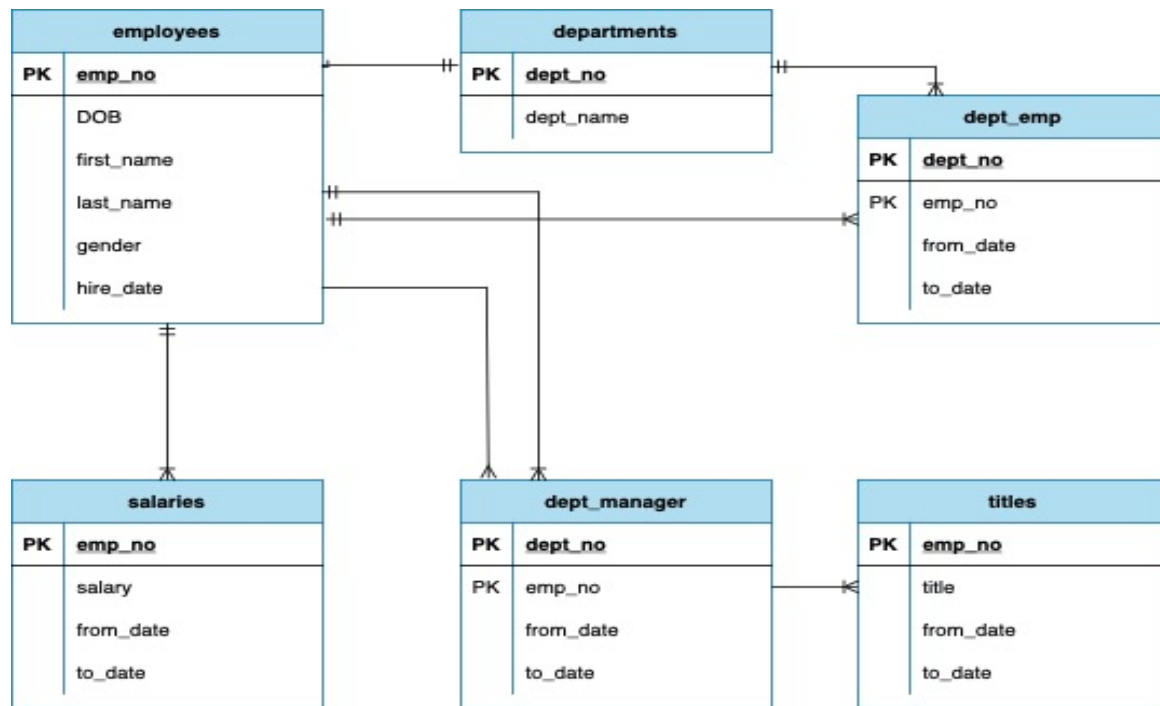 employees
PK emp_no
DOB
first_name
last_name
gender
hire_date
departments
PK dept_no
dept_name
dept_emp
PK dept_no
PK emp_no
from_date
to_date
salaries
PK emp_no
salary
from_date
to_date
dept_manager
PK dept_no
PK emp_no
from_date
to_date
titles
PK emp_no
title
from_date
to_date